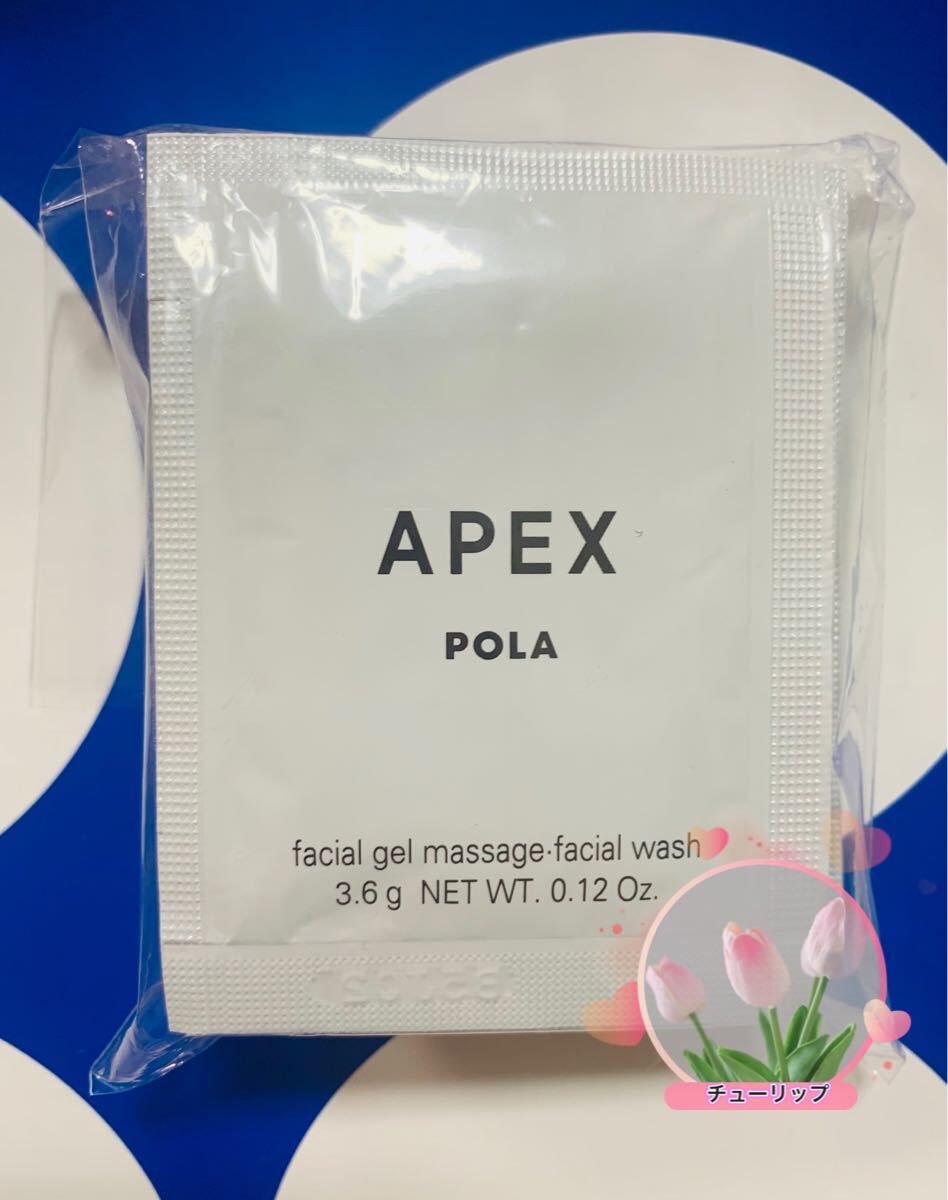 APEX
POLA
facial gel massage·facial wash
3.6 g NET WT. 0.12 Oz.
チューリップ